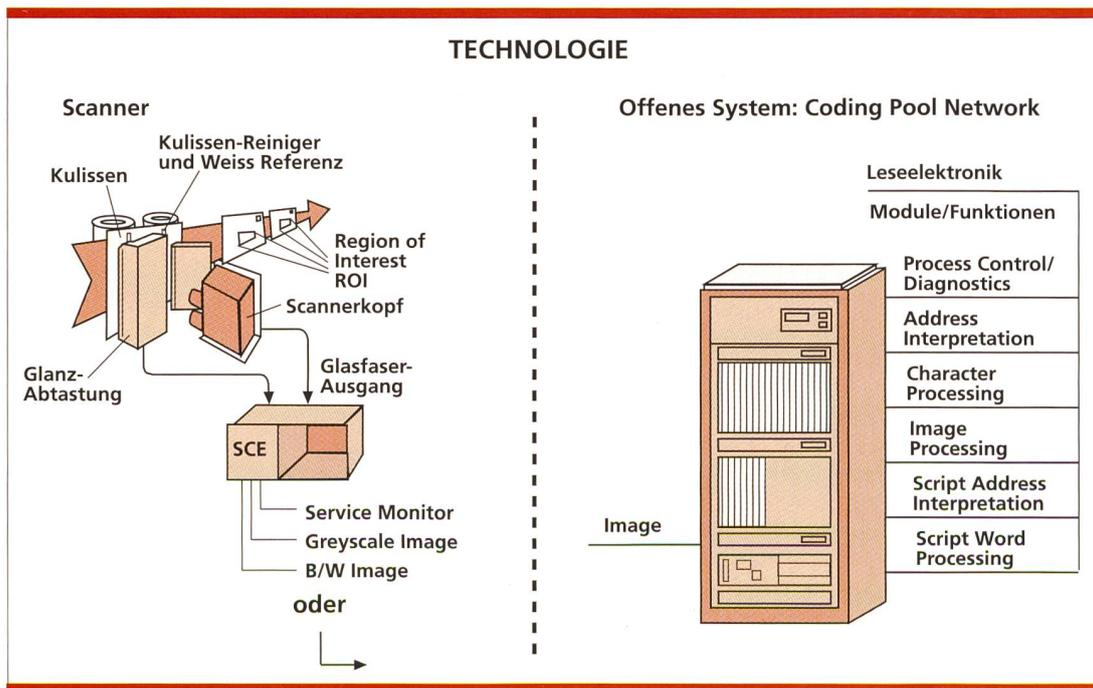 TECHNOLOGIE
Scanner
Kulissen-Reiniger
und Weiss Referenz
Kulissen
Region of
Interest
ROI
Scannerkopf
Glanz-
Abtastung
Glasfaser-
Ausgang
SCE
Service Monitor
Greyscale Image
B/W Image
oder
Offenes System: Coding Pool Network
Leseelektronik
Module/Funktionen
Process Control/
Diagnostics
Address
Interpretation
Character
Processing
Image
Processing
Script Address
Interpretation
Script Word
Processing
Image